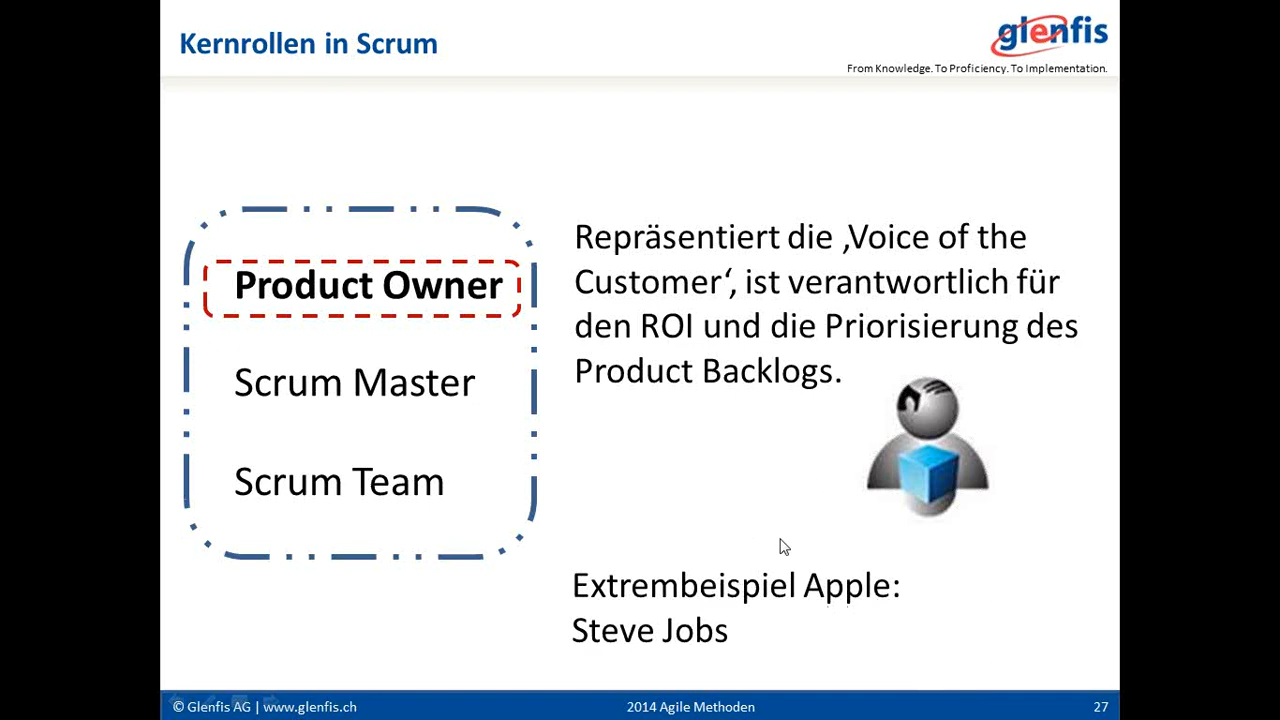 Kernrollen in Scrum
glenfis
From Knowledge. To Proficiency. To Implementation.
Product Owner
Scrum Master
Scrum Team
Repräsentiert die ‚Voice of the
Customer‘, ist verantwortlich für
den ROI und die Priorisierung des
Product Backlogs.
Extrembeispiel Apple:
Steve Jobs
© Glenfis AG | www.glenfis.ch
2014 Agile Methoden
27